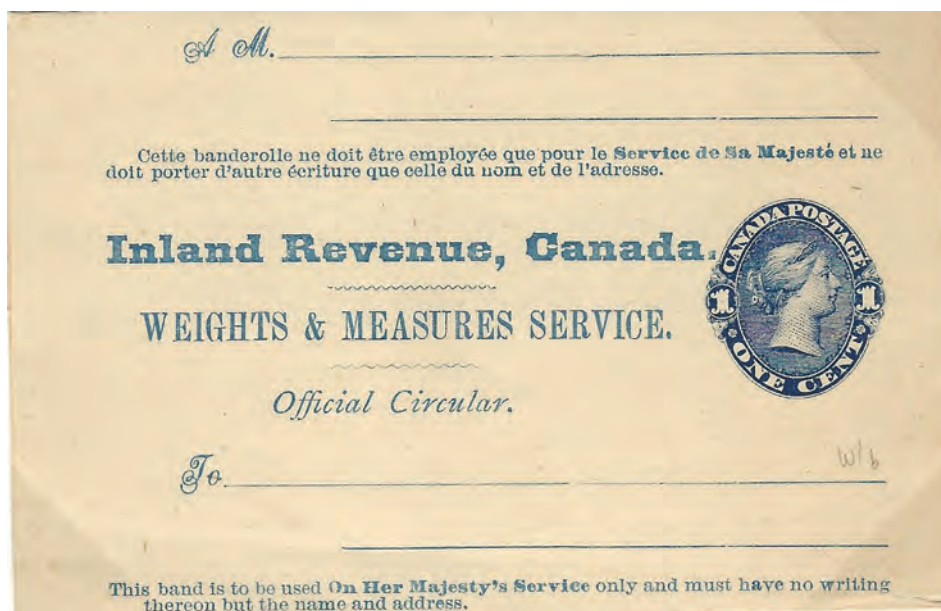 A M.
Cette banderolle ne doit être employée que pour le Service de Sa Majesté et ne
doit porter d'autre écriture que celle du nom et de l'adresse.
Inland Revenue, Canada.
CANADA POSTAGE
1 1
ONE CENT
WEIGHTS & MEASURES SERVICE.
Official Circular.
W/b
To
This band is to be used On Her Majesty's Service only and must have no writing
thereon but the name and address.